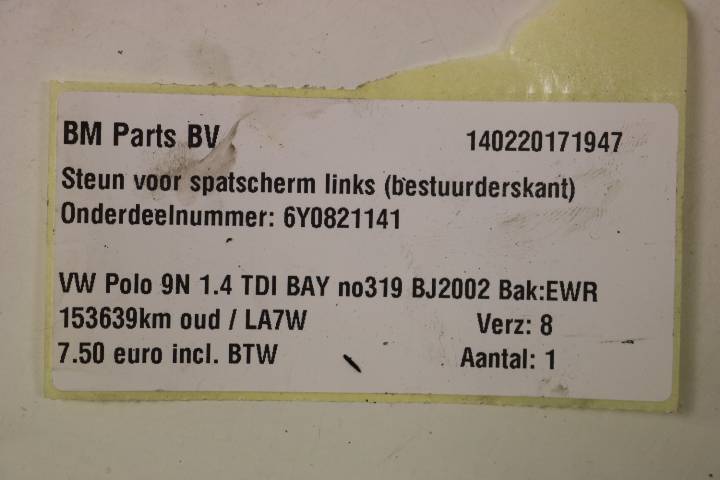 BM Parts BV 140220171947
Steun voor spatscherm links (bestuurderskant)
Onderdeelnummer: 6Y0821141
VW Polo 9N 1.4 TDI BAY no319 BJ2002 Bak:EWR
153639km oud / LA7W Verz: 8
7.50 euro incl. BTW Aantal: 1